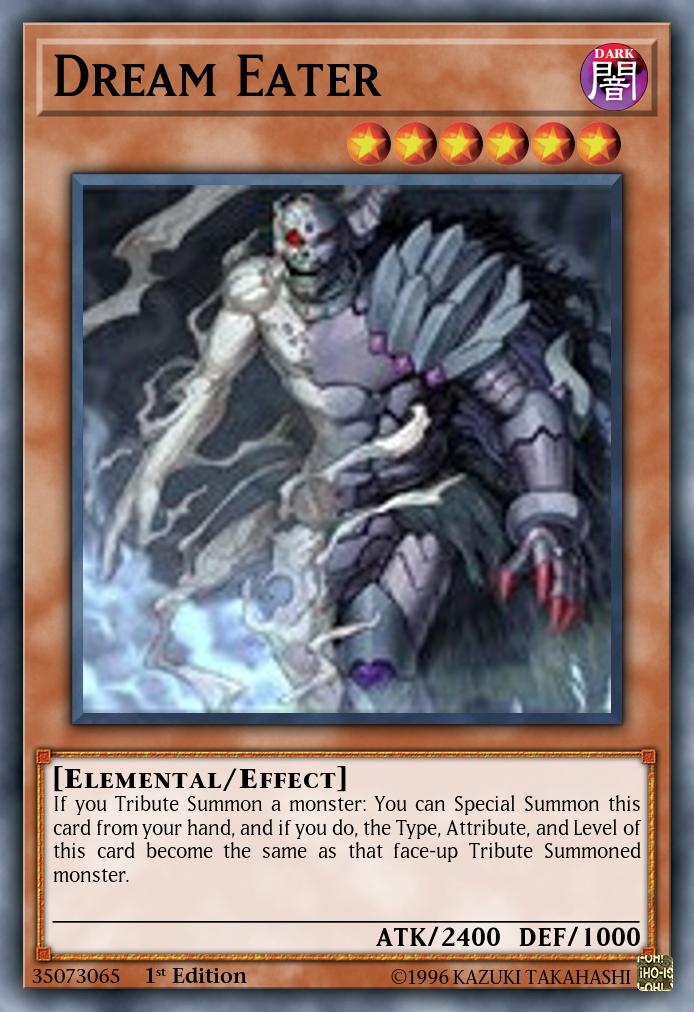 DREAM EATER
DARK
闇
[ELEMENTAL/EFFECT]
If you Tribute Summon a monster: You can Special Summon this
card from your hand, and if you do, the Type, Attribute, and Level of
this card become the same as that face-up Tribute Summoned
monster.
ATK/2400 DEF/1000
35073065 1st Edition ©1996 KAZUKI TAKAHASHI